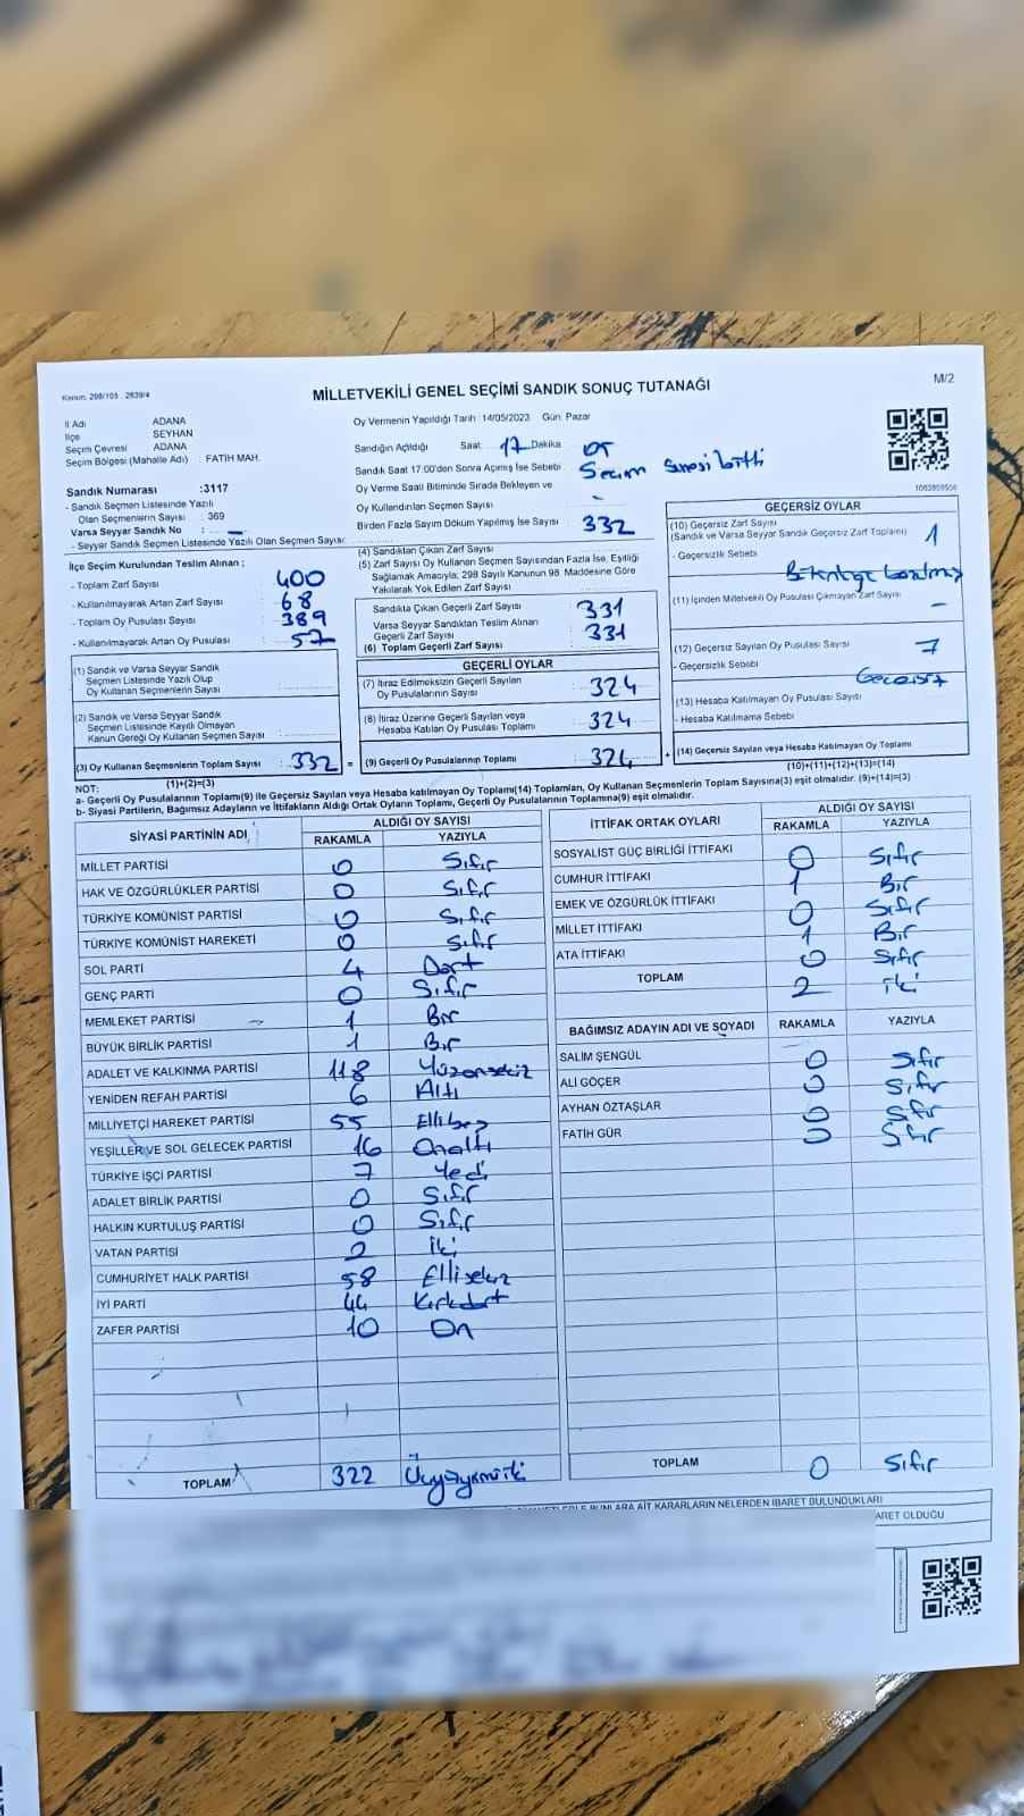 Kanun: 298/105 - 2839/4
M/2
MİLLETVEKİLİ GENEL SEÇİMİ SANDIK SONUÇ TUTANAĞI
İl Adı ADANA
İlçe SEYHAN
Seçim Çevresi ADANA
Seçim Bölgesi (Mahalle Adı) : FATİH MAH.
Sandık Numarası :3117
- Sandık Seçmen Listesinde Yazılı
Olan Seçmenlerin Sayısı : 369
Varsa Seyyar Sandık No : -
- Seyyar Sandık Seçmen Listesinde Yazılı Olan Seçmen Sayısı:
İlçe Seçim Kurulundan Teslim Alınan ;
- Toplam Zarf Sayısı 400
- Kullanılmayarak Artan Zarf Sayısı 68
- Toplam Oy Pusulası Sayısı 389
- Kullanılmayarak Artan Oy Pusulası 57
(1) Sandık ve Varsa Seyyar Sandık
Seçmen Listesinde Yazılı Olup
Oy Kullanan Seçmenlerin Sayısı
(2) Sandık ve Varsa Seyyar Sandık
Seçmen Listesinde Kayıtlı Olmayan
Kanun Gereği Oy Kullanan Seçmen Sayısı
(3) Oy Kullanan Seçmenlerin Toplam Sayısı : 332 =
(1)+(2)=(3)
Oy Vermenin Yapıldığı Tarih : 14/05/2023 Gün: Pazar
Sandığın Açıldığı Saat: 17 Dakika
Sandık Saat 17:00'den Sonra Açılmış İse Sebebi Seçim süresi bitti
Oy Verme Saati Bitiminde Sırada Bekleyen ve
Oy Kullandırılan Seçmen Sayısı -
Birden Fazla Sayım Döküm Yapılmış İse Sayısı
(4) Sandıktan Çıkan Zarf Sayısı 332
(5) Zarf Sayısı Oy Kullanan Seçmen Sayısından Fazla İse, Eşitliği
Sağlamak Amacıyla; 298 Sayılı Kanunun 98. Maddesine Göre
Yakılarak Yok Edilen Zarf Sayısı
Sandıkta Çıkan Geçerli Zarf Sayısı 331
Varsa Seyyar Sandıktan Teslim Alınan
Geçerli Zarf Sayısı
(6) Toplam Geçerli Zarf Sayısı 331
GEÇERLİ OYLAR
(7) İtiraz Edilmeksizin Geçerli Sayılan
Oy Pusulalarının Sayısı : 324
(8) İtiraz Üzerine Geçerli Sayılan veya
Hesaba Katılan Oy Pusulası Toplamı : 324
(9) Geçerli Oy Pusulalarının Toplamı 324 +
GEÇERSİZ OYLAR
(10) Geçersiz Zarf Sayısı
(Sandık ve Varsa Seyyar Sandık Geçersiz Zarf Toplamı) 1
- Geçersizlik Sebebi
(11) İçinden Milletvekili Oy Pusulası Çıkmayan Zarf Sayısı -
(12) Geçersiz Sayılan Oy Pusulası Sayısı 7
- Geçersizlik Sebebi Geçersiz
(13) Hesaba Katılmayan Oy Pusulası Sayısı
- Hesaba Katılmama Sebebi
(14) Geçersiz Sayılan veya Hesaba Katılmayan Oy Toplamı
(10)+(11)+(12)+(13)=(14)
NOT:
a- Geçerli Oy Pusulalarının Toplamı(9) ile Geçersiz Sayılan veya Hesaba katılmayan Oy Toplamı(14) Toplamları, Oy Kullanan Seçmenlerin Toplam Sayısına(3) eşit olmalıdır. (9)+(14)=(3)
b- Siyasi Partilerin, Bağımsız Adayların ve İttifakların Aldığı Ortak Oyların Toplamı, Geçerli Oy Pusulalarının Toplamına(9) eşit olmalıdır.
SİYASİ PARTİNİN ADI ALDIĞI OY SAYISI
RAKAMLA YAZIYLA
MİLLET PARTİSİ 0 Sıfır
HAK VE ÖZGÜRLÜKLER PARTİSİ 0 Sıfır
TÜRKİYE KOMÜNİST PARTİSİ 0 Sıfır
TÜRKİYE KOMÜNİST HAREKETİ 0 Sıfır
SOL PARTİ 4 Dört
GENÇ PARTİ 0 Sıfır
MEMLEKET PARTİSİ 1 Bir
BÜYÜK BİRLİK PARTİSİ 1 Bir
ADALET VE KALKINMA PARTİSİ 118 Yüzonsekiz
YENİDEN REFAH PARTİSİ 6 Altı
MİLLİYETÇİ HAREKET PARTİSİ 55 Ellibeş
YEŞİLLER VE SOL GELECEK PARTİSİ 16 Onaltı
TÜRKİYE İŞÇİ PARTİSİ 7 Yedi
ADALET BİRLİK PARTİSİ 0 Sıfır
HALKIN KURTULUŞ PARTİSİ 0 Sıfır
VATAN PARTİSİ 2 İki
CUMHURİYET HALK PARTİSİ 58 Ellisekiz
İYİ PARTİ 44 Kırkdört
ZAFER PARTİSİ 10 On
TOPLAM 322 Üçyüzyirmiiki
İTTİFAK ORTAK OYLARI ALDIĞI OY SAYISI
RAKAMLA YAZIYLA
SOSYALİST GÜÇ BİRLİĞİ İTTİFAKI 0 Sıfır
CUMHUR İTTİFAKI 1 Bir
EMEK VE ÖZGÜRLÜK İTTİFAKI 0 Sıfır
MİLLET İTTİFAKI 1 Bir
ATA İTTİFAKI 0 Sıfır
TOPLAM 2 İki
BAĞIMSIZ ADAYIN ADI VE SOYADI RAKAMLA YAZIYLA
SALİM ŞENGÜL 0 Sıfır
ALİ GÖÇER 0 Sıfır
AYHAN ÖZTAŞLAR 0 Sıfır
FATİH GÜR 0 Sıfır
TOPLAM 0 Sıfır
BUNLARA AİT KARARLARIN NELERDEN İBARET BULUNDUKLARI
ARET OLDUĞU